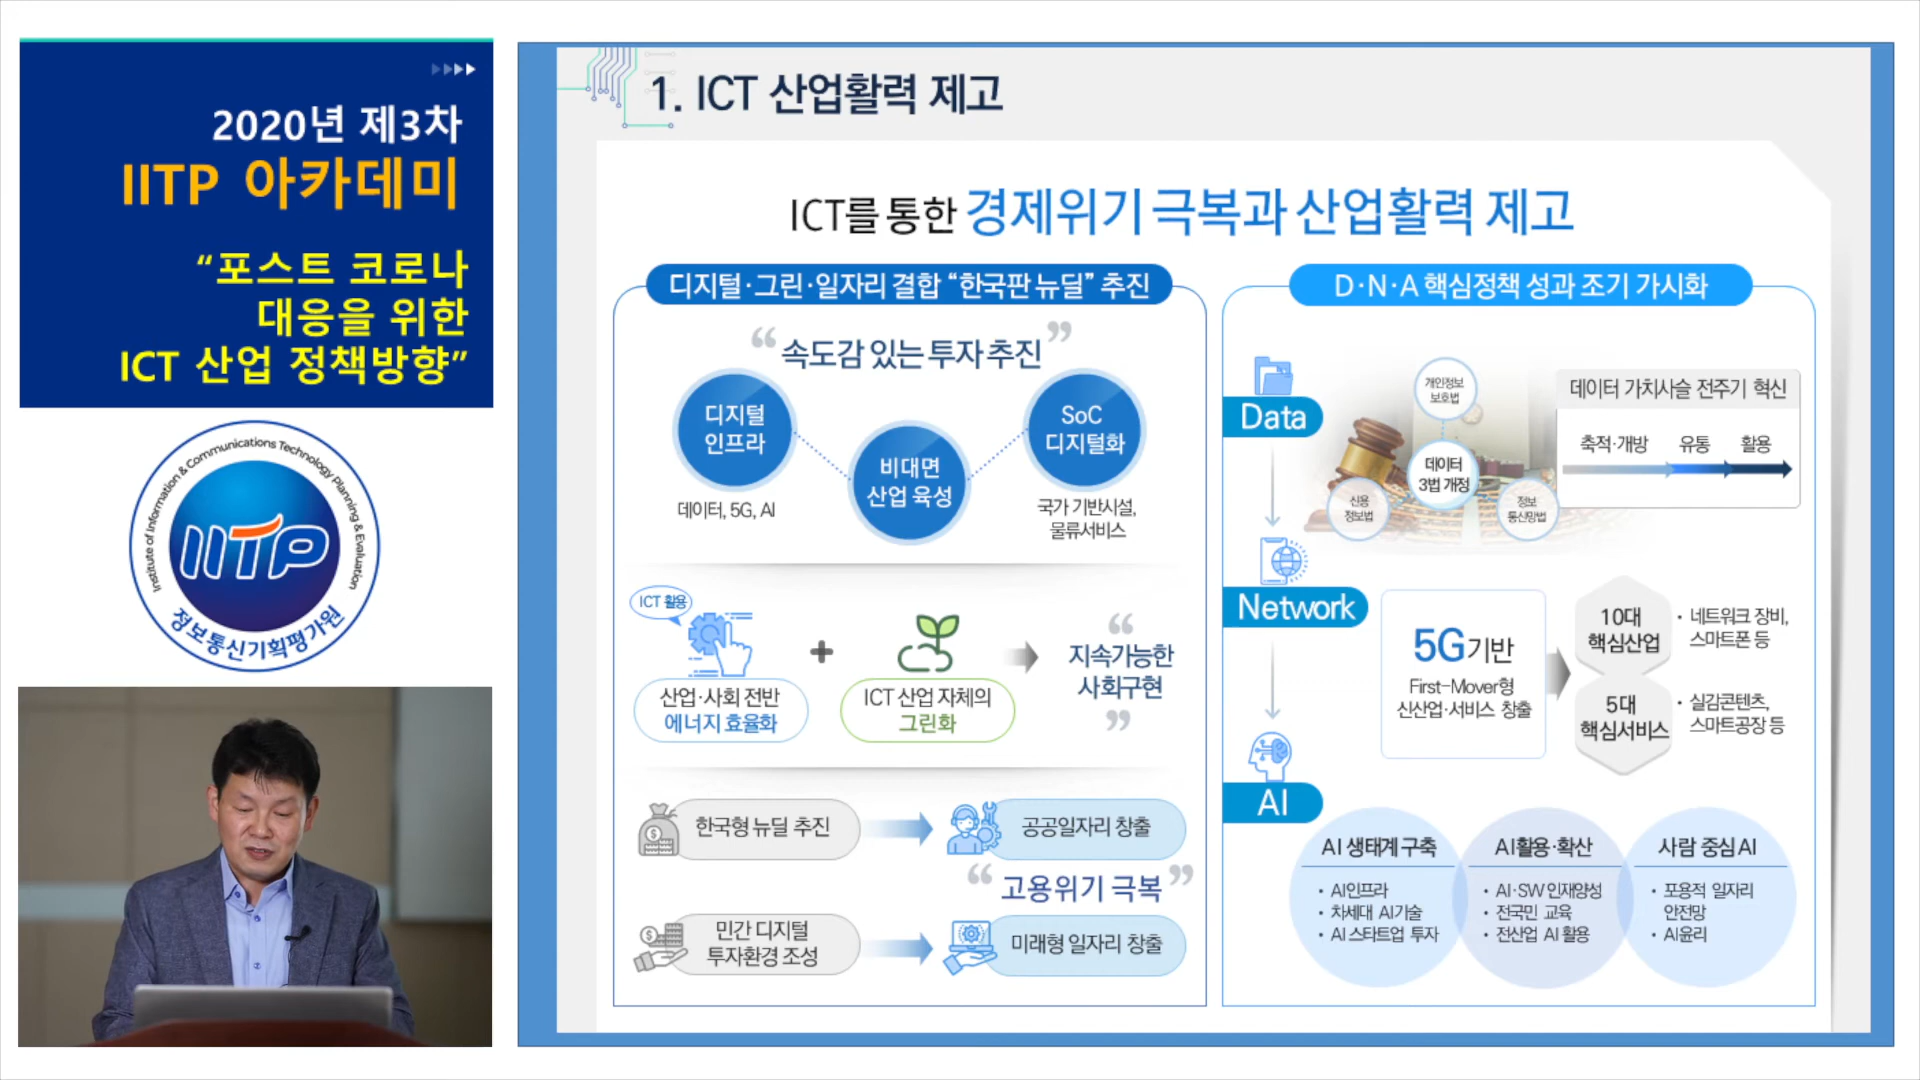 2020년 제3차
IITP 아카데미
“포스트 코로나
대응을 위한
ICT 산업 정책방향”
Institute of Information & Communications Technology Planning & Evaluation
IITP
정보통신기획평가원
1. ICT 산업활력 제고
ICT를 통한 경제위기 극복과 산업활력 제고
디지털·그린·일자리 결합 “한국판 뉴딜” 추진
“속도감 있는 투자 추진”
디지털
인프라
데이터, 5G, AI
비대면
산업 육성
SoC
디지털화
국가 기반시설,
물류서비스
ICT 활용
산업·사회 전반
에너지 효율화
+
ICT 산업 자체의
그린화
“
지속가능한
사회구현
”
한국형 뉴딜 추진
공공일자리 창출
“고용위기 극복”
민간 디지털
투자환경 조성
미래형 일자리 창출
D·N·A 핵심정책 성과 조기 가시화
Data
개인정보
보호법
데이터
3법 개정
신용
정보법
정보
통신망법
데이터 가치사슬 전주기 혁신
축적·개방 유통 활용
Network
5G기반
First-Mover형
신산업·서비스 창출
10대
핵심산업
· 네트워크 장비,
스마트폰 등
5대
핵심서비스
· 실감콘텐츠,
스마트공장 등
AI
AI 생태계 구축
· AI인프라
· 차세대 AI기술
· AI 스타트업 투자
AI활용·확산
· AI·SW 인재양성
· 전국민 교육
· 전산업 AI 활용
사람 중심 AI
· 포용적 일자리
안전망
· AI윤리